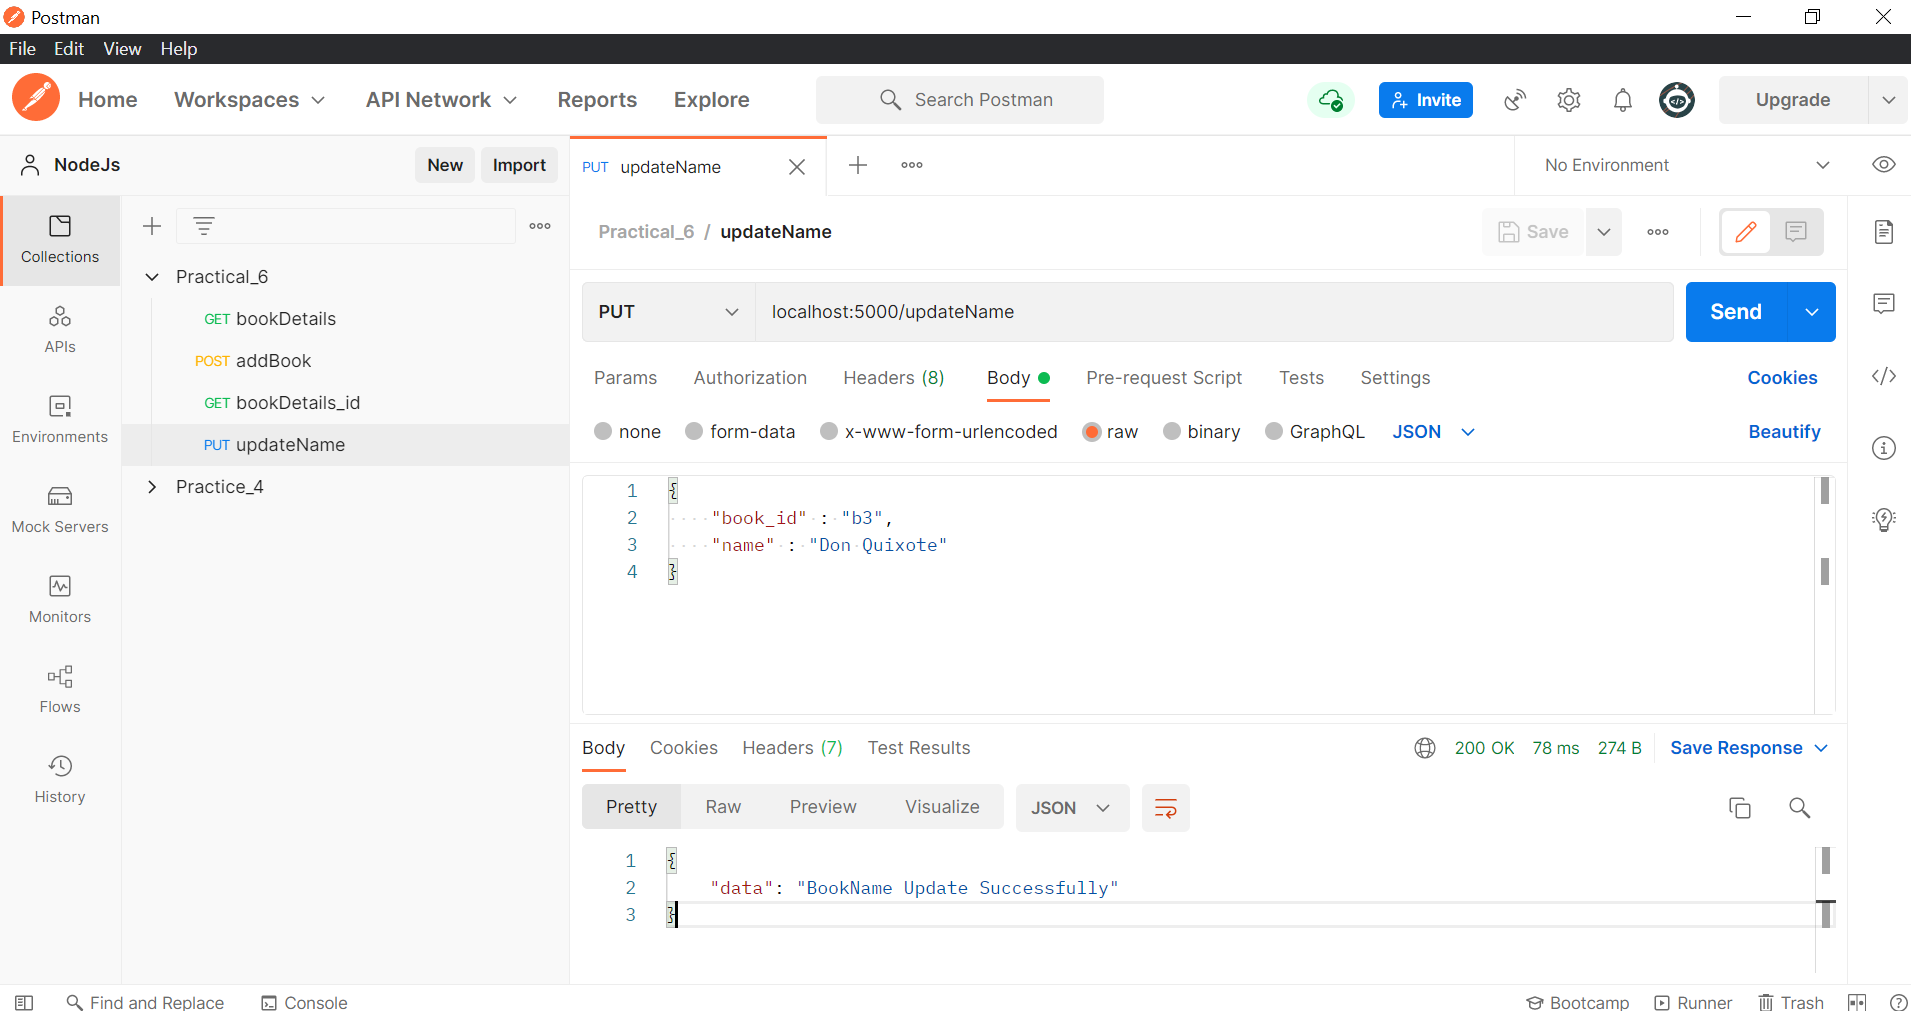 Postman
File Edit View Help
Home Workspaces API Network Reports Explore Search Postman Invite Upgrade
NodeJs New Import PUT updateName No Environment
Practical_6 / updateName Save
Collections
Practical_6
GET bookDetails
POST addBook
GET bookDetails_id
PUT updateName
Practice_4
APIs
Environments
Mock Servers
Monitors
Flows
History
PUT localhost:5000/updateName Send
Params Authorization Headers (8) Body Pre-request Script Tests Settings Cookies
none form-data x-www-form-urlencoded raw binary GraphQL JSON Beautify
1 {
2 "book_id" : "b3",
3 "name" : "Don Quixote"
4 }
Body Cookies Headers (7) Test Results 200 OK 78 ms 274 B Save Response
Pretty Raw Preview Visualize JSON
1 {
2 "data": "BookName Update Successfully"
3 }
Find and Replace Console Bootcamp Runner Trash